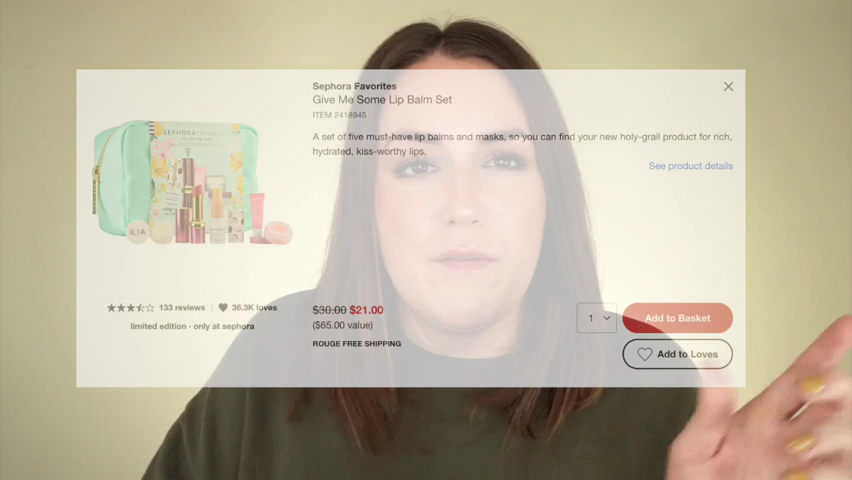 Sephora Favorites
Give Me Some Lip Balm Set
ITEM 2418945
A set of five must-have lip balms and masks, so you can find your new holy-grail product for rich,
hydrated, kiss-worthy lips.
See product details
SEPHORA FAVORITES
ILIA
133 reviews
36.3K loves
limited edition · only at sephora
$30.00 $21.00
($65.00 value)
ROUGE FREE SHIPPING
1
Add to Basket
Add to Loves